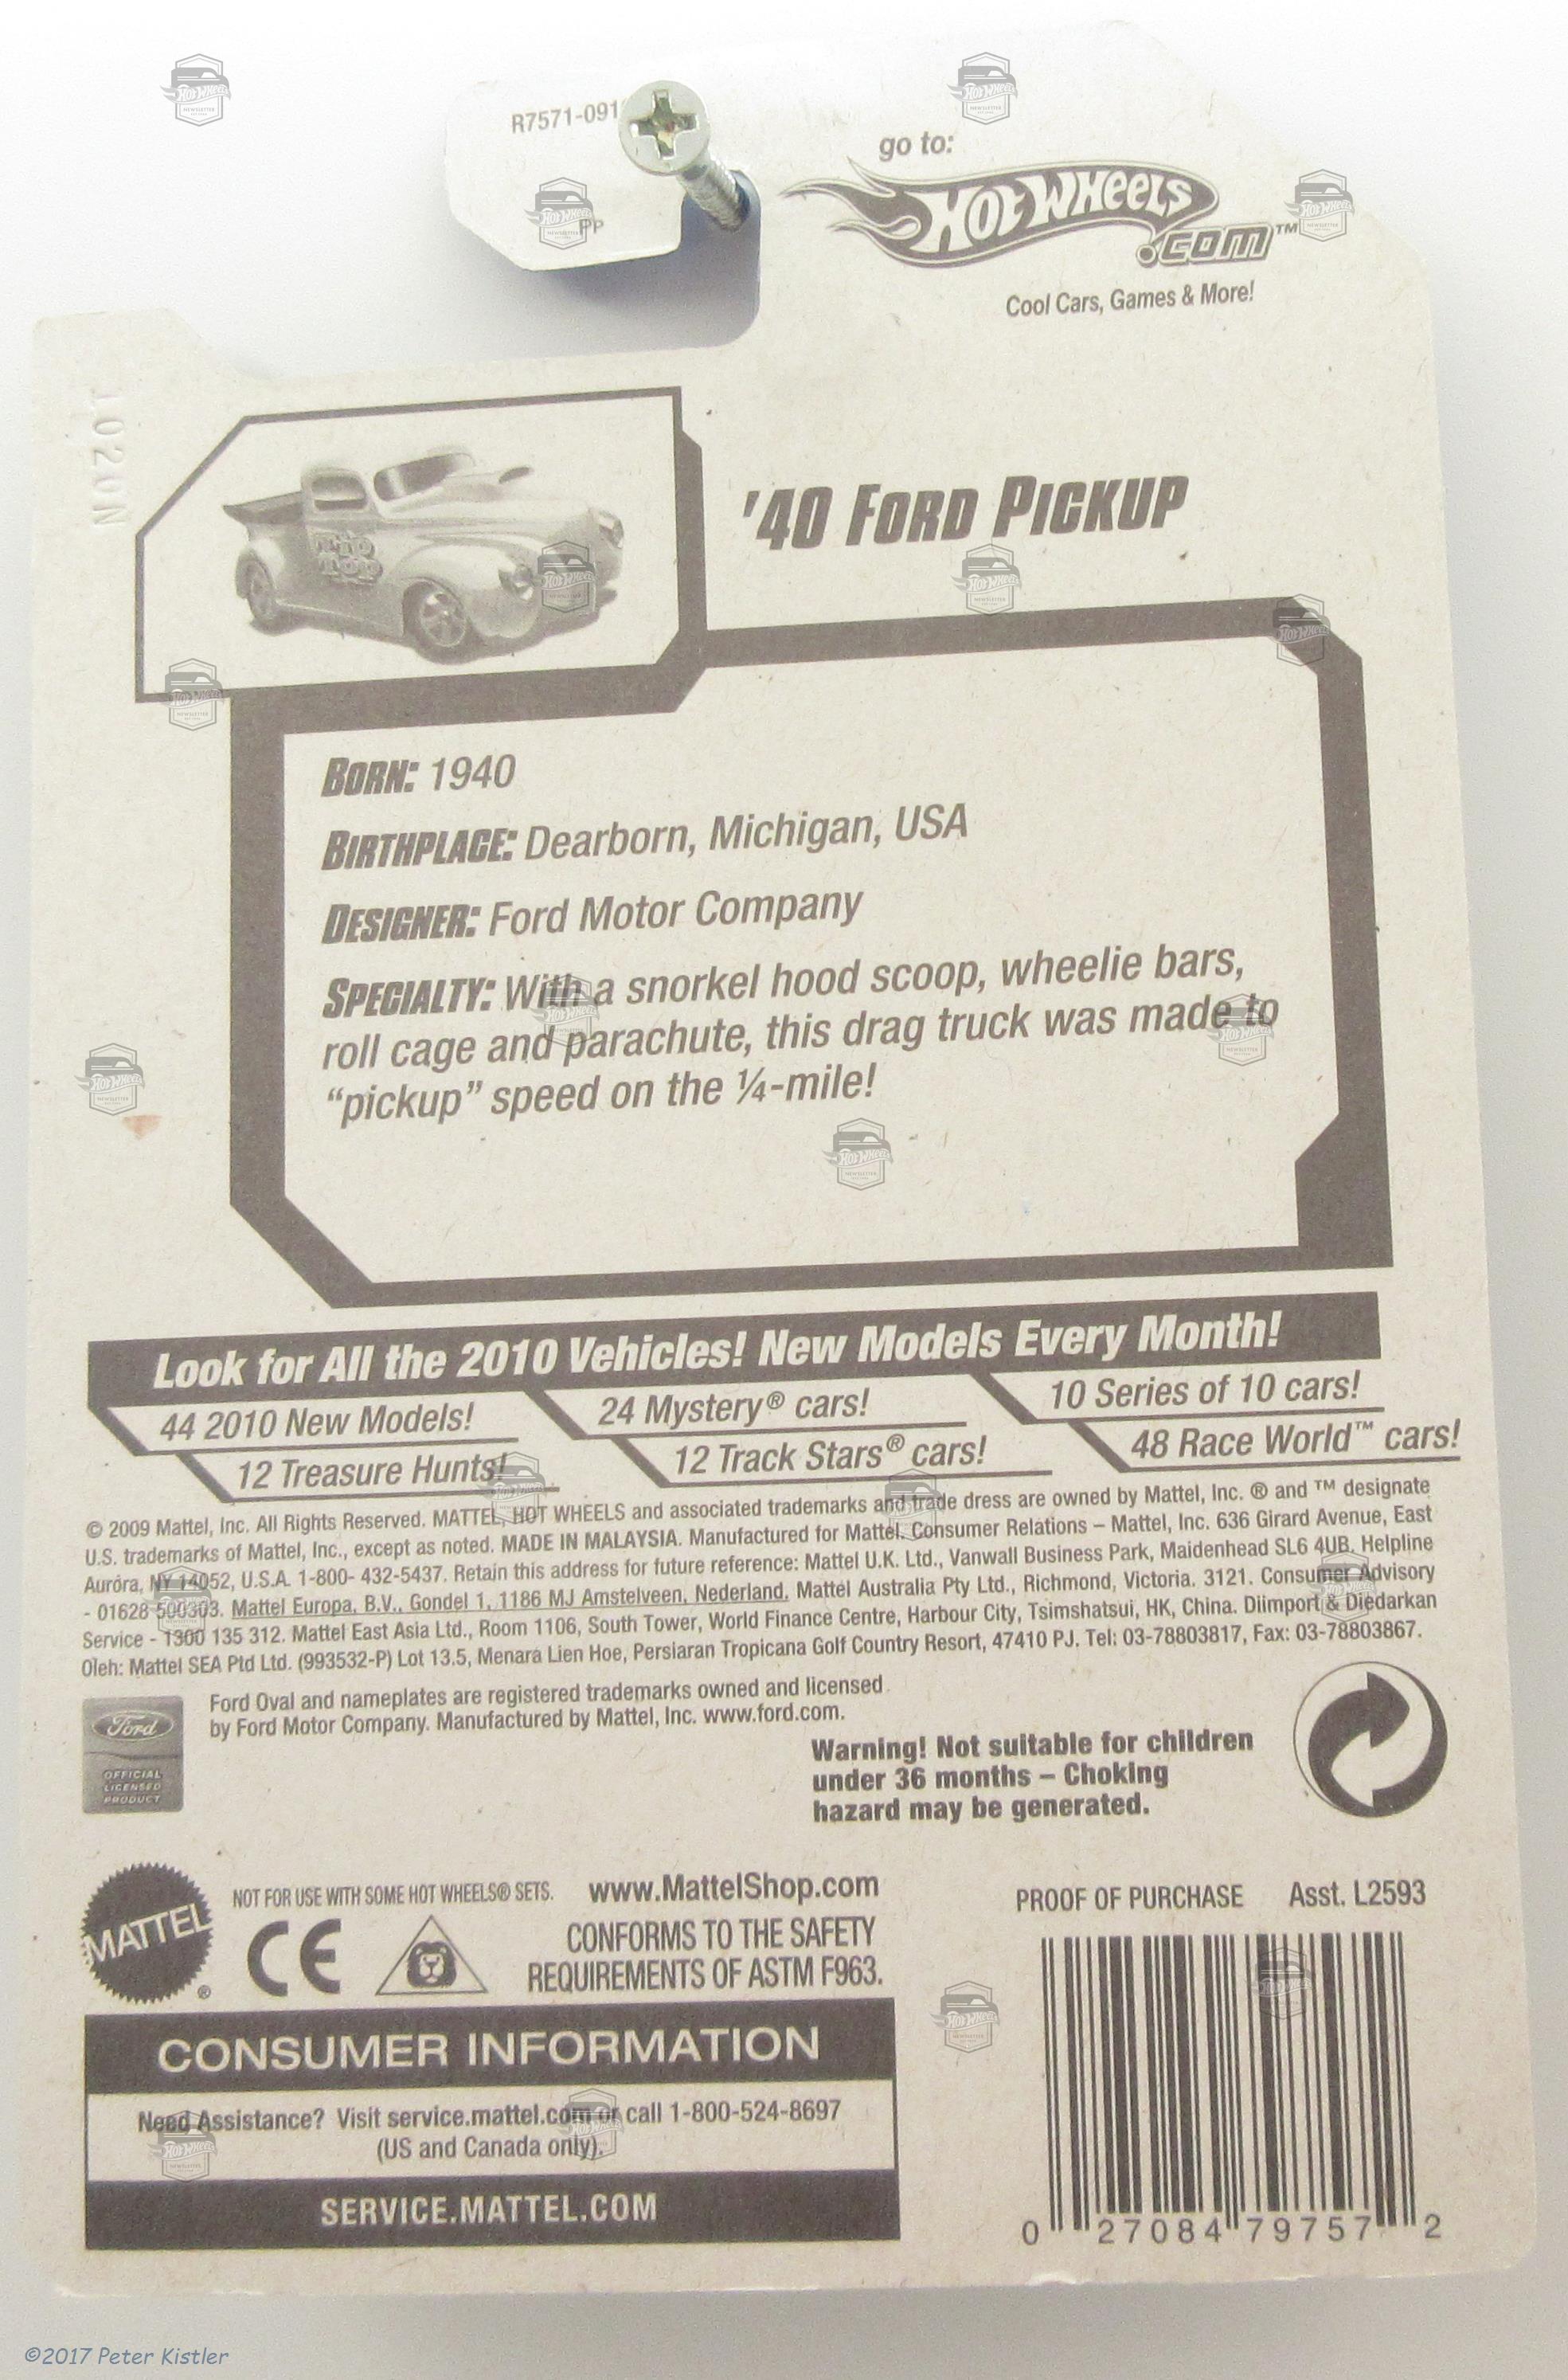 R7571-091
PP
go to:
Hot Wheels
.com™
Cool Cars, Games & More!
1020N
'40 FORD PICKUP
BORN: 1940
BIRTHPLACE: Dearborn, Michigan, USA
DESIGNER: Ford Motor Company
SPECIALTY: With a snorkel hood scoop, wheelie bars,
roll cage and parachute, this drag truck was made to
“pickup” speed on the ¼-mile!
Look for All the 2010 Vehicles! New Models Every Month!
44 2010 New Models!
24 Mystery® cars!
10 Series of 10 cars!
12 Treasure Hunts!
12 Track Stars® cars!
48 Race World™ cars!
© 2009 Mattel, Inc. All Rights Reserved. MATTEL, HOT WHEELS and associated trademarks and trade dress are owned by Mattel, Inc. ® and ™ designate
U.S. trademarks of Mattel, Inc., except as noted. MADE IN MALAYSIA. Manufactured for Mattel. Consumer Relations – Mattel, Inc. 636 Girard Avenue, East
Aurora, NY 14052, U.S.A. 1-800- 432-5437. Retain this address for future reference: Mattel U.K. Ltd., Vanwall Business Park, Maidenhead SL6 4UB. Helpline
- 01628 500303. Mattel Europa, B.V., Gondel 1, 1186 MJ Amstelveen, Nederland. Mattel Australia Pty Ltd., Richmond, Victoria. 3121. Consumer Advisory
Service - 1300 135 312. Mattel East Asia Ltd., Room 1106, South Tower, World Finance Centre, Harbour City, Tsimshatsui, HK, China. Diimport & Diedarkan
Oleh: Mattel SEA Ptd Ltd. (993532-P) Lot 13.5, Menara Lien Hoe, Persiaran Tropicana Golf Country Resort, 47410 PJ. Tel: 03-78803817, Fax: 03-78803867.
Ford
OFFICIAL
LICENSED
PRODUCT
Ford Oval and nameplates are registered trademarks owned and licensed
by Ford Motor Company. Manufactured by Mattel, Inc. www.ford.com.
Warning! Not suitable for children
under 36 months – Choking
hazard may be generated.
MATTEL®
NOT FOR USE WITH SOME HOT WHEELS® SETS.
www.MattelShop.com
CE
CONFORMS TO THE SAFETY
REQUIREMENTS OF ASTM F963.
PROOF OF PURCHASE Asst. L2593
CONSUMER INFORMATION
Need Assistance? Visit service.mattel.com or call 1-800-524-8697
(US and Canada only).
SERVICE.MATTEL.COM
0 27084 79757 2
©2017 Peter Kistler